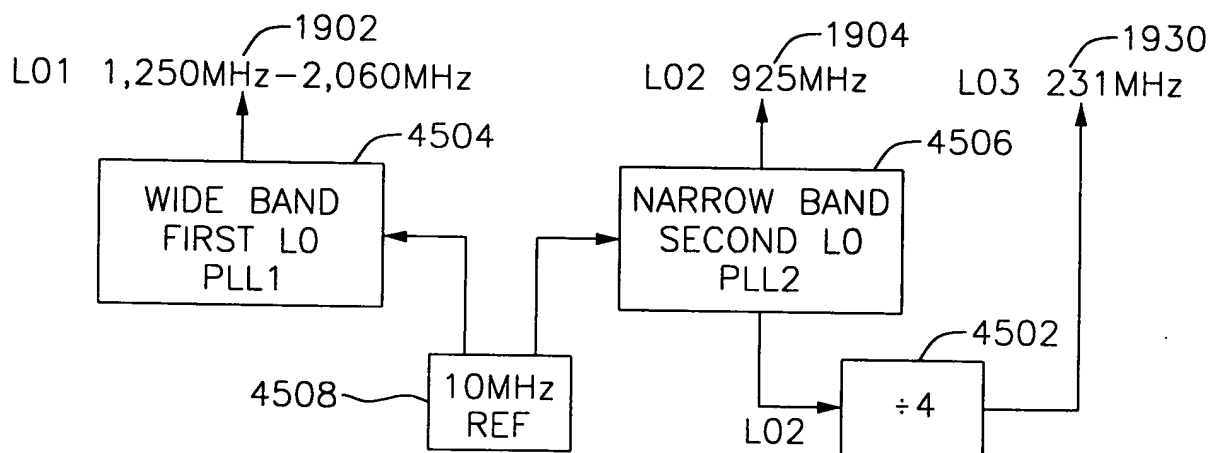 1902
LO1 1,250MHz-2,060MHz
1904
LO2 925MHz
1930
LO3 231MHz
4504
WIDE BAND
FIRST LO
PLL1
4506
NARROW BAND
SECOND LO
PLL2
4508
10MHz
REF
4502
÷4
LO2